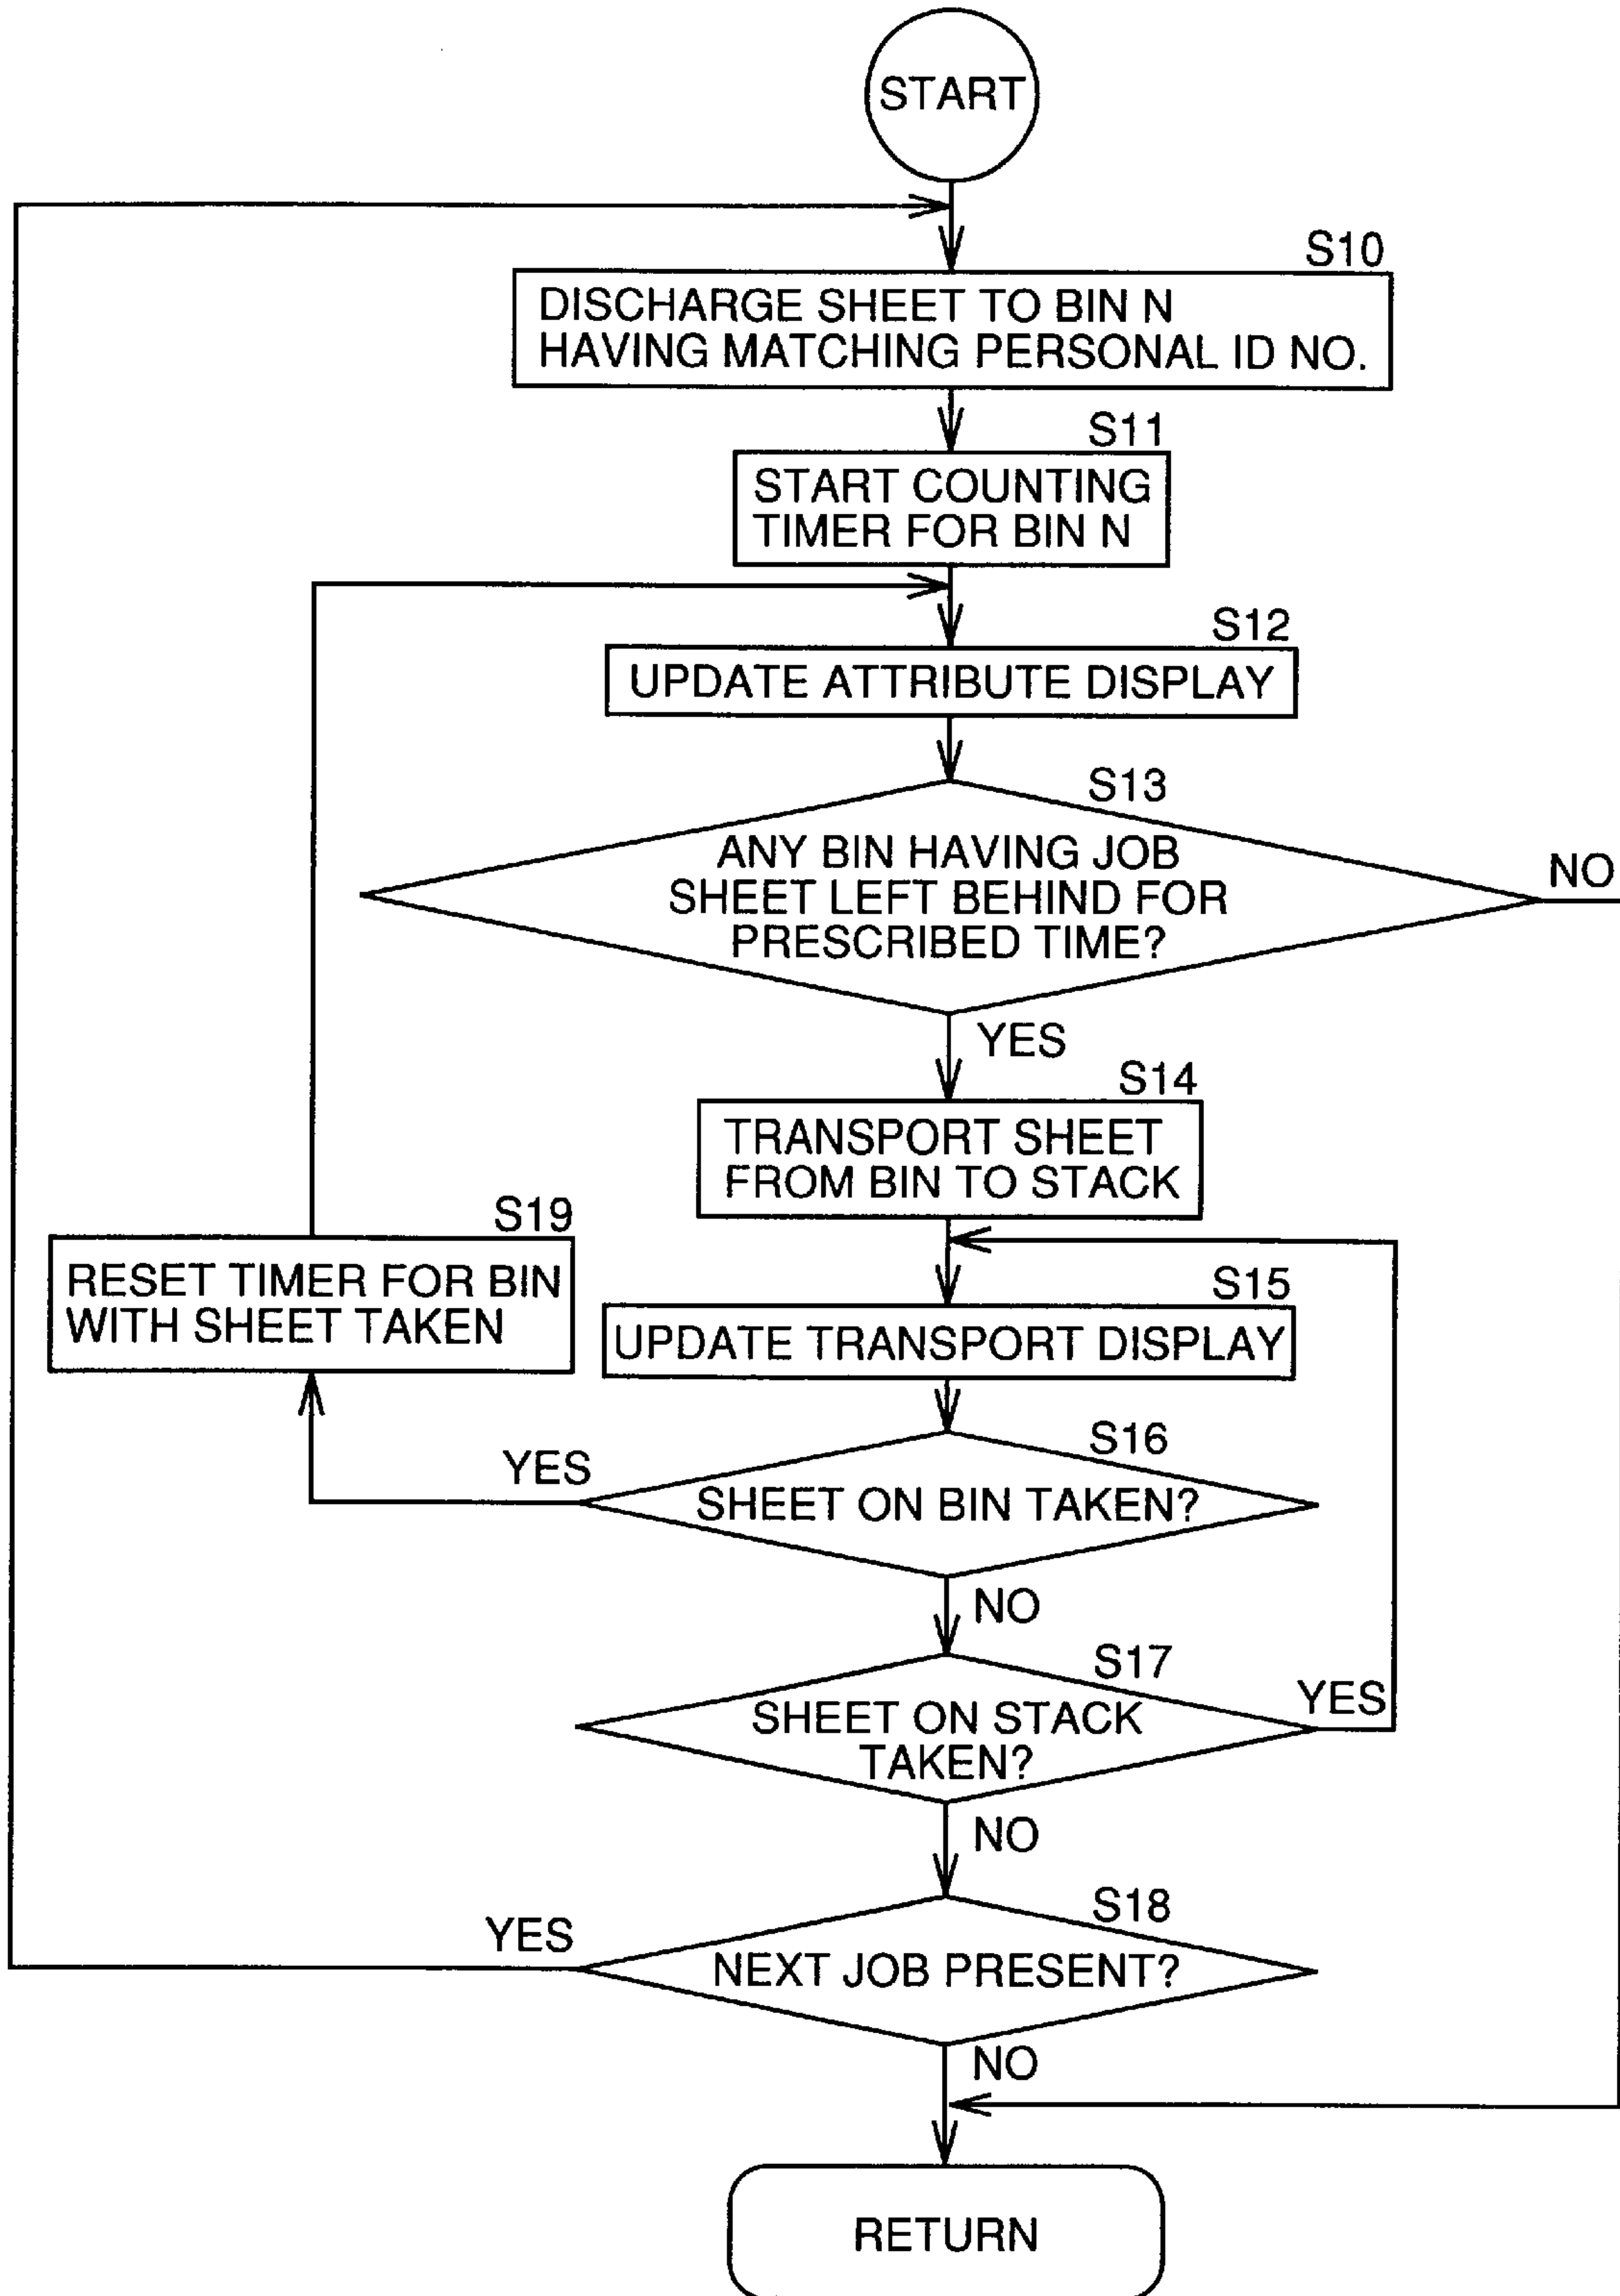 START
S10
DISCHARGE SHEET TO BIN N
HAVING MATCHING PERSONAL ID NO.
S11
START COUNTING
TIMER FOR BIN N
S12
UPDATE ATTRIBUTE DISPLAY
S13
ANY BIN HAVING JOB
SHEET LEFT BEHIND FOR
PRESCRIBED TIME?
NO
YES
S14
TRANSPORT SHEET
FROM BIN TO STACK
S19
RESET TIMER FOR BIN
WITH SHEET TAKEN
S15
UPDATE TRANSPORT DISPLAY
S16
YES
SHEET ON BIN TAKEN?
NO
S17
YES
SHEET ON STACK
TAKEN?
NO
S18
YES
NEXT JOB PRESENT?
NO
RETURN